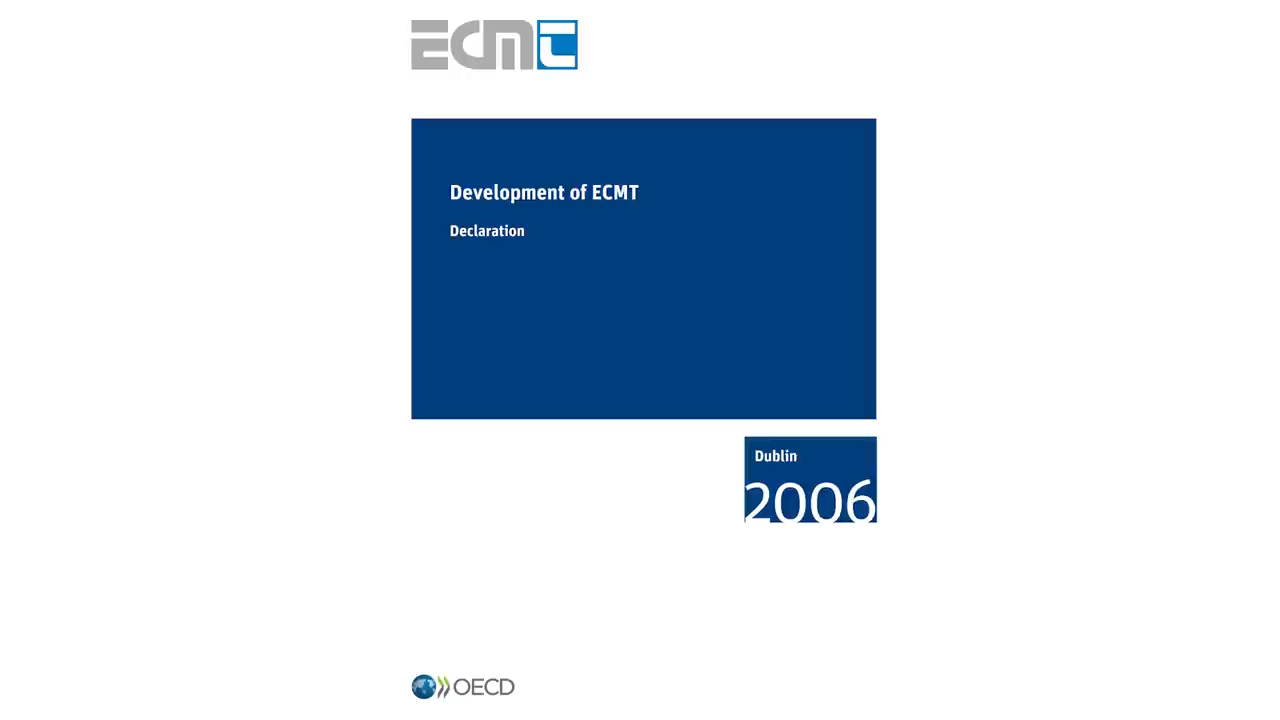 ECMT
Development of ECMT
Declaration
Dublin
2006
OECD